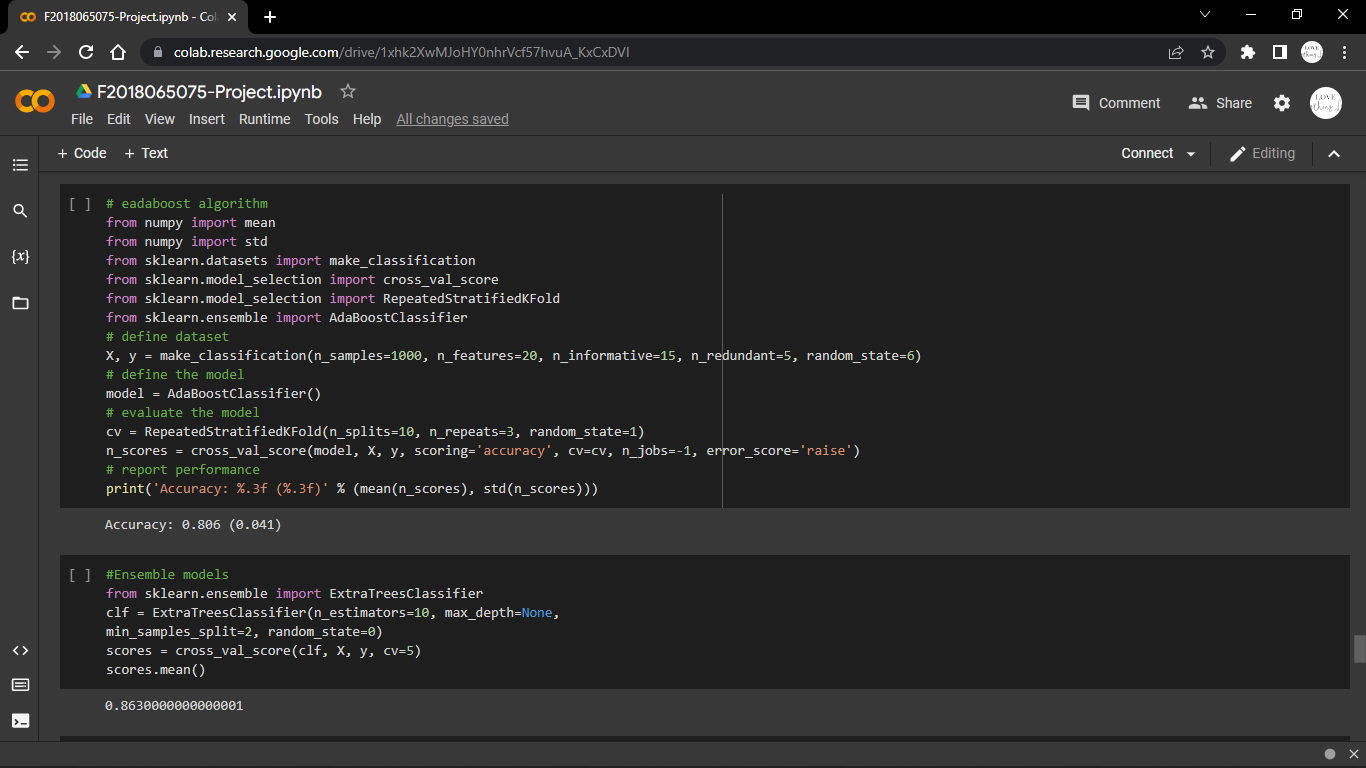 F2018065075-Project.ipynb - Col
colab.research.google.com/drive/1xhk2XwMJoHY0nhrVcf57hvuA_KxCxDVI
F2018065075-Project.ipynb
Comment
Share
File Edit View Insert Runtime Tools Help All changes saved
+ Code + Text
Connect
Editing
[ ] # eadaboost algorithm
from numpy import mean
from numpy import std
from sklearn.datasets import make_classification
from sklearn.model_selection import cross_val_score
from sklearn.model_selection import RepeatedStratifiedKFold
from sklearn.ensemble import AdaBoostClassifier
# define dataset
X, y = make_classification(n_samples=1000, n_features=20, n_informative=15, n_redundant=5, random_state=6)
# define the model
model = AdaBoostClassifier()
# evaluate the model
cv = RepeatedStratifiedKFold(n_splits=10, n_repeats=3, random_state=1)
n_scores = cross_val_score(model, X, y, scoring='accuracy', cv=cv, n_jobs=-1, error_score='raise')
# report performance
print('Accuracy: %.3f (%.3f)' % (mean(n_scores), std(n_scores)))
Accuracy: 0.806 (0.041)
[ ] #Ensemble models
from sklearn.ensemble import ExtraTreesClassifier
clf = ExtraTreesClassifier(n_estimators=10, max_depth=None,
min_samples_split=2, random_state=0)
scores = cross_val_score(clf, X, y, cv=5)
scores.mean()
0.8630000000000001
{x}
LOVE